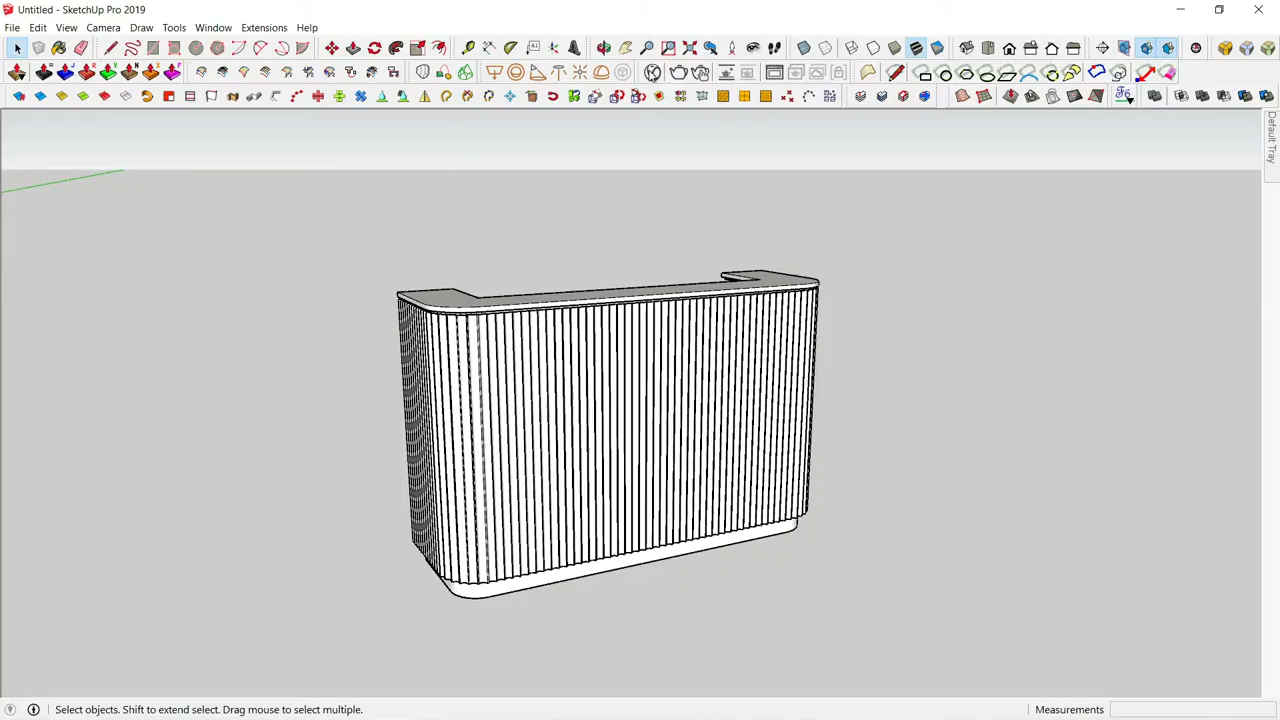 Untitled - SketchUp Pro 2019
File Edit View Camera Draw Tools Window Extensions Help
Default Tray
Select objects. Shift to extend select. Drag mouse to select multiple.
Measurements